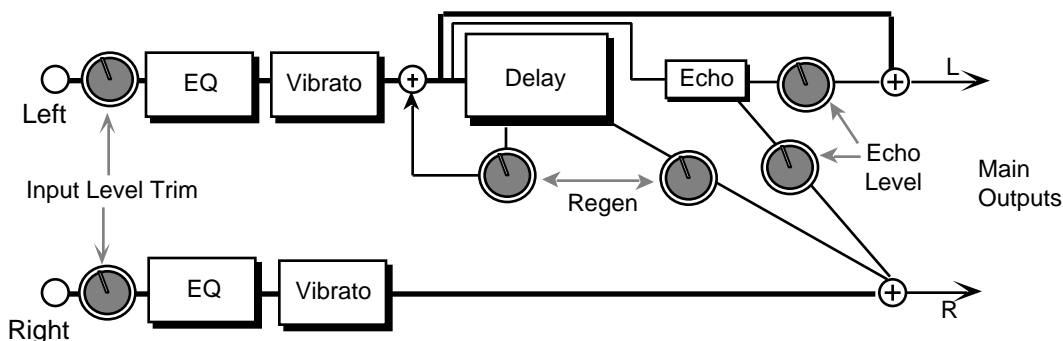 L
EQ
Vibrato
Delay
Echo
Left
Echo
Level
Input Level Trim
Regen
Main
Outputs
EQ
Vibrato
R
Right